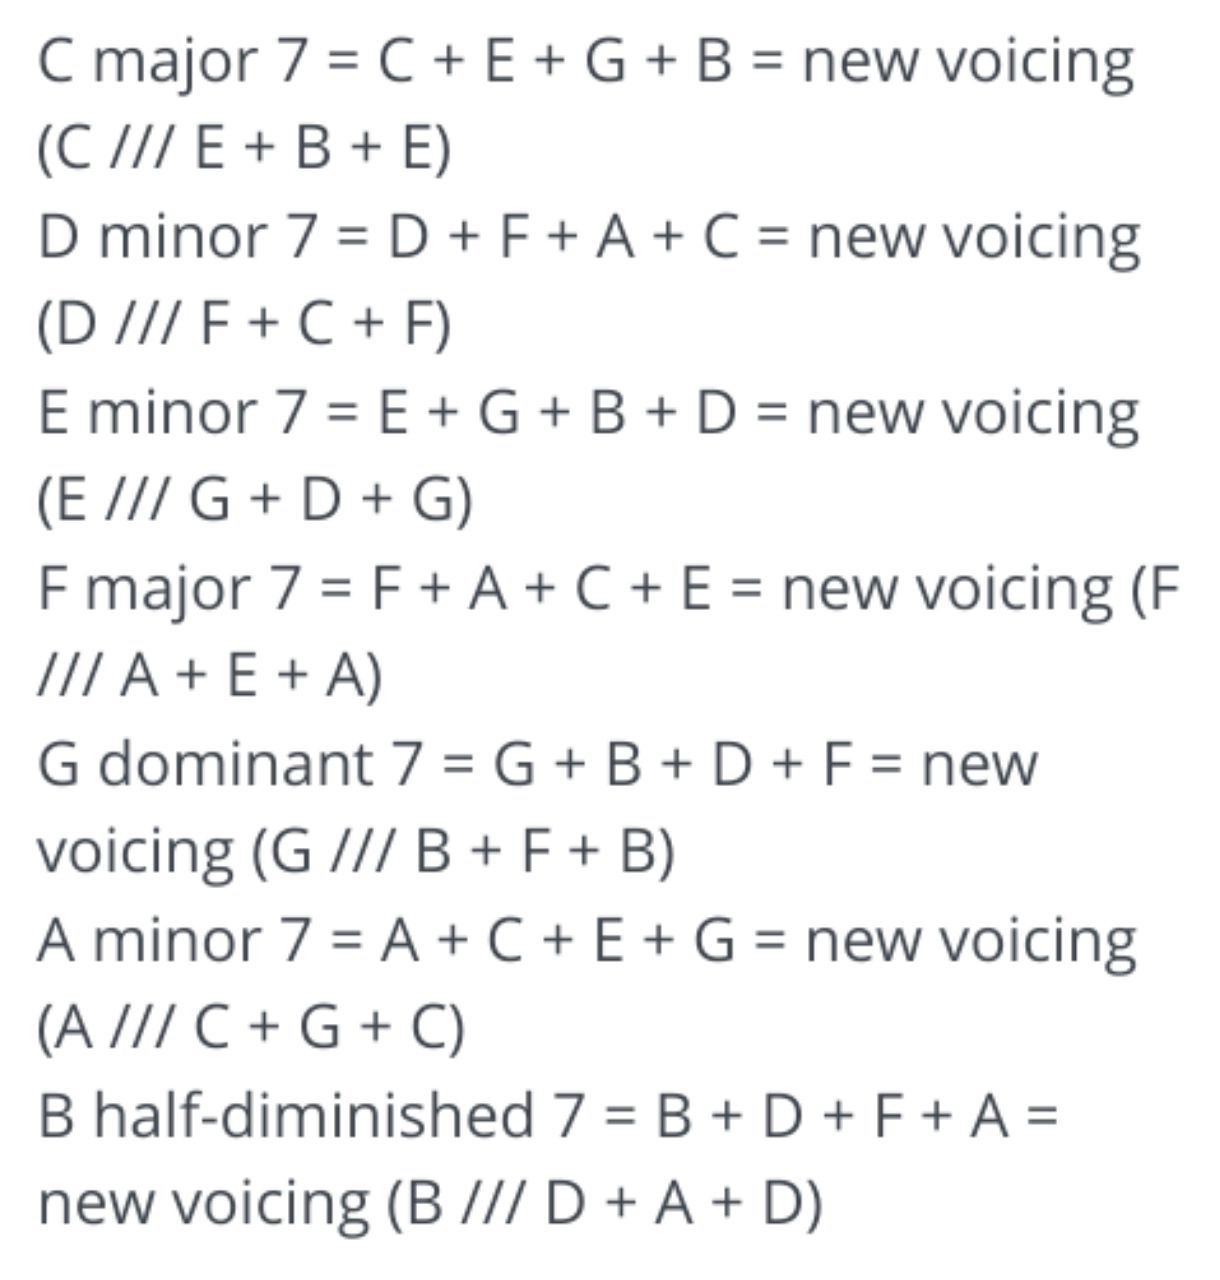 C major 7 = C + E + G + B = new voicing
(C /// E + B + E)
D minor 7 = D + F + A + C = new voicing
(D /// F + C + F)
E minor 7 = E + G + B + D = new voicing
(E /// G + D + G)
F major 7 = F + A + C + E = new voicing (F
/// A + E + A)
G dominant 7 = G + B + D + F = new
voicing (G /// B + F + B)
A minor 7 = A + C + E + G = new voicing
(A /// C + G + C)
B half-diminished 7 = B + D + F + A =
new voicing (B /// D + A + D)